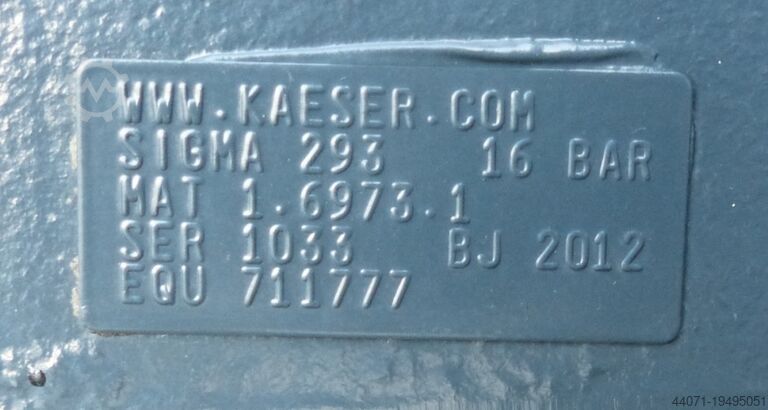 WWW.KAESER.COM
SIGMA 293 16 BAR
MAT 1.6973.1
SER 1033 BJ 2012
EQU 711777
44071-19495051